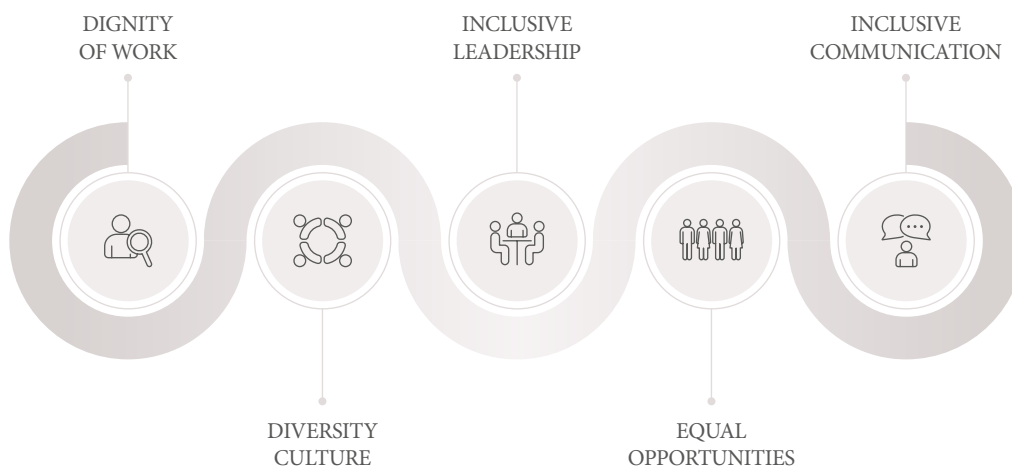 DIGNITY
OF WORK
INCLUSIVE
LEADERSHIP
INCLUSIVE
COMMUNICATION
DIVERSITY
CULTURE
EQUAL
OPPORTUNITIES